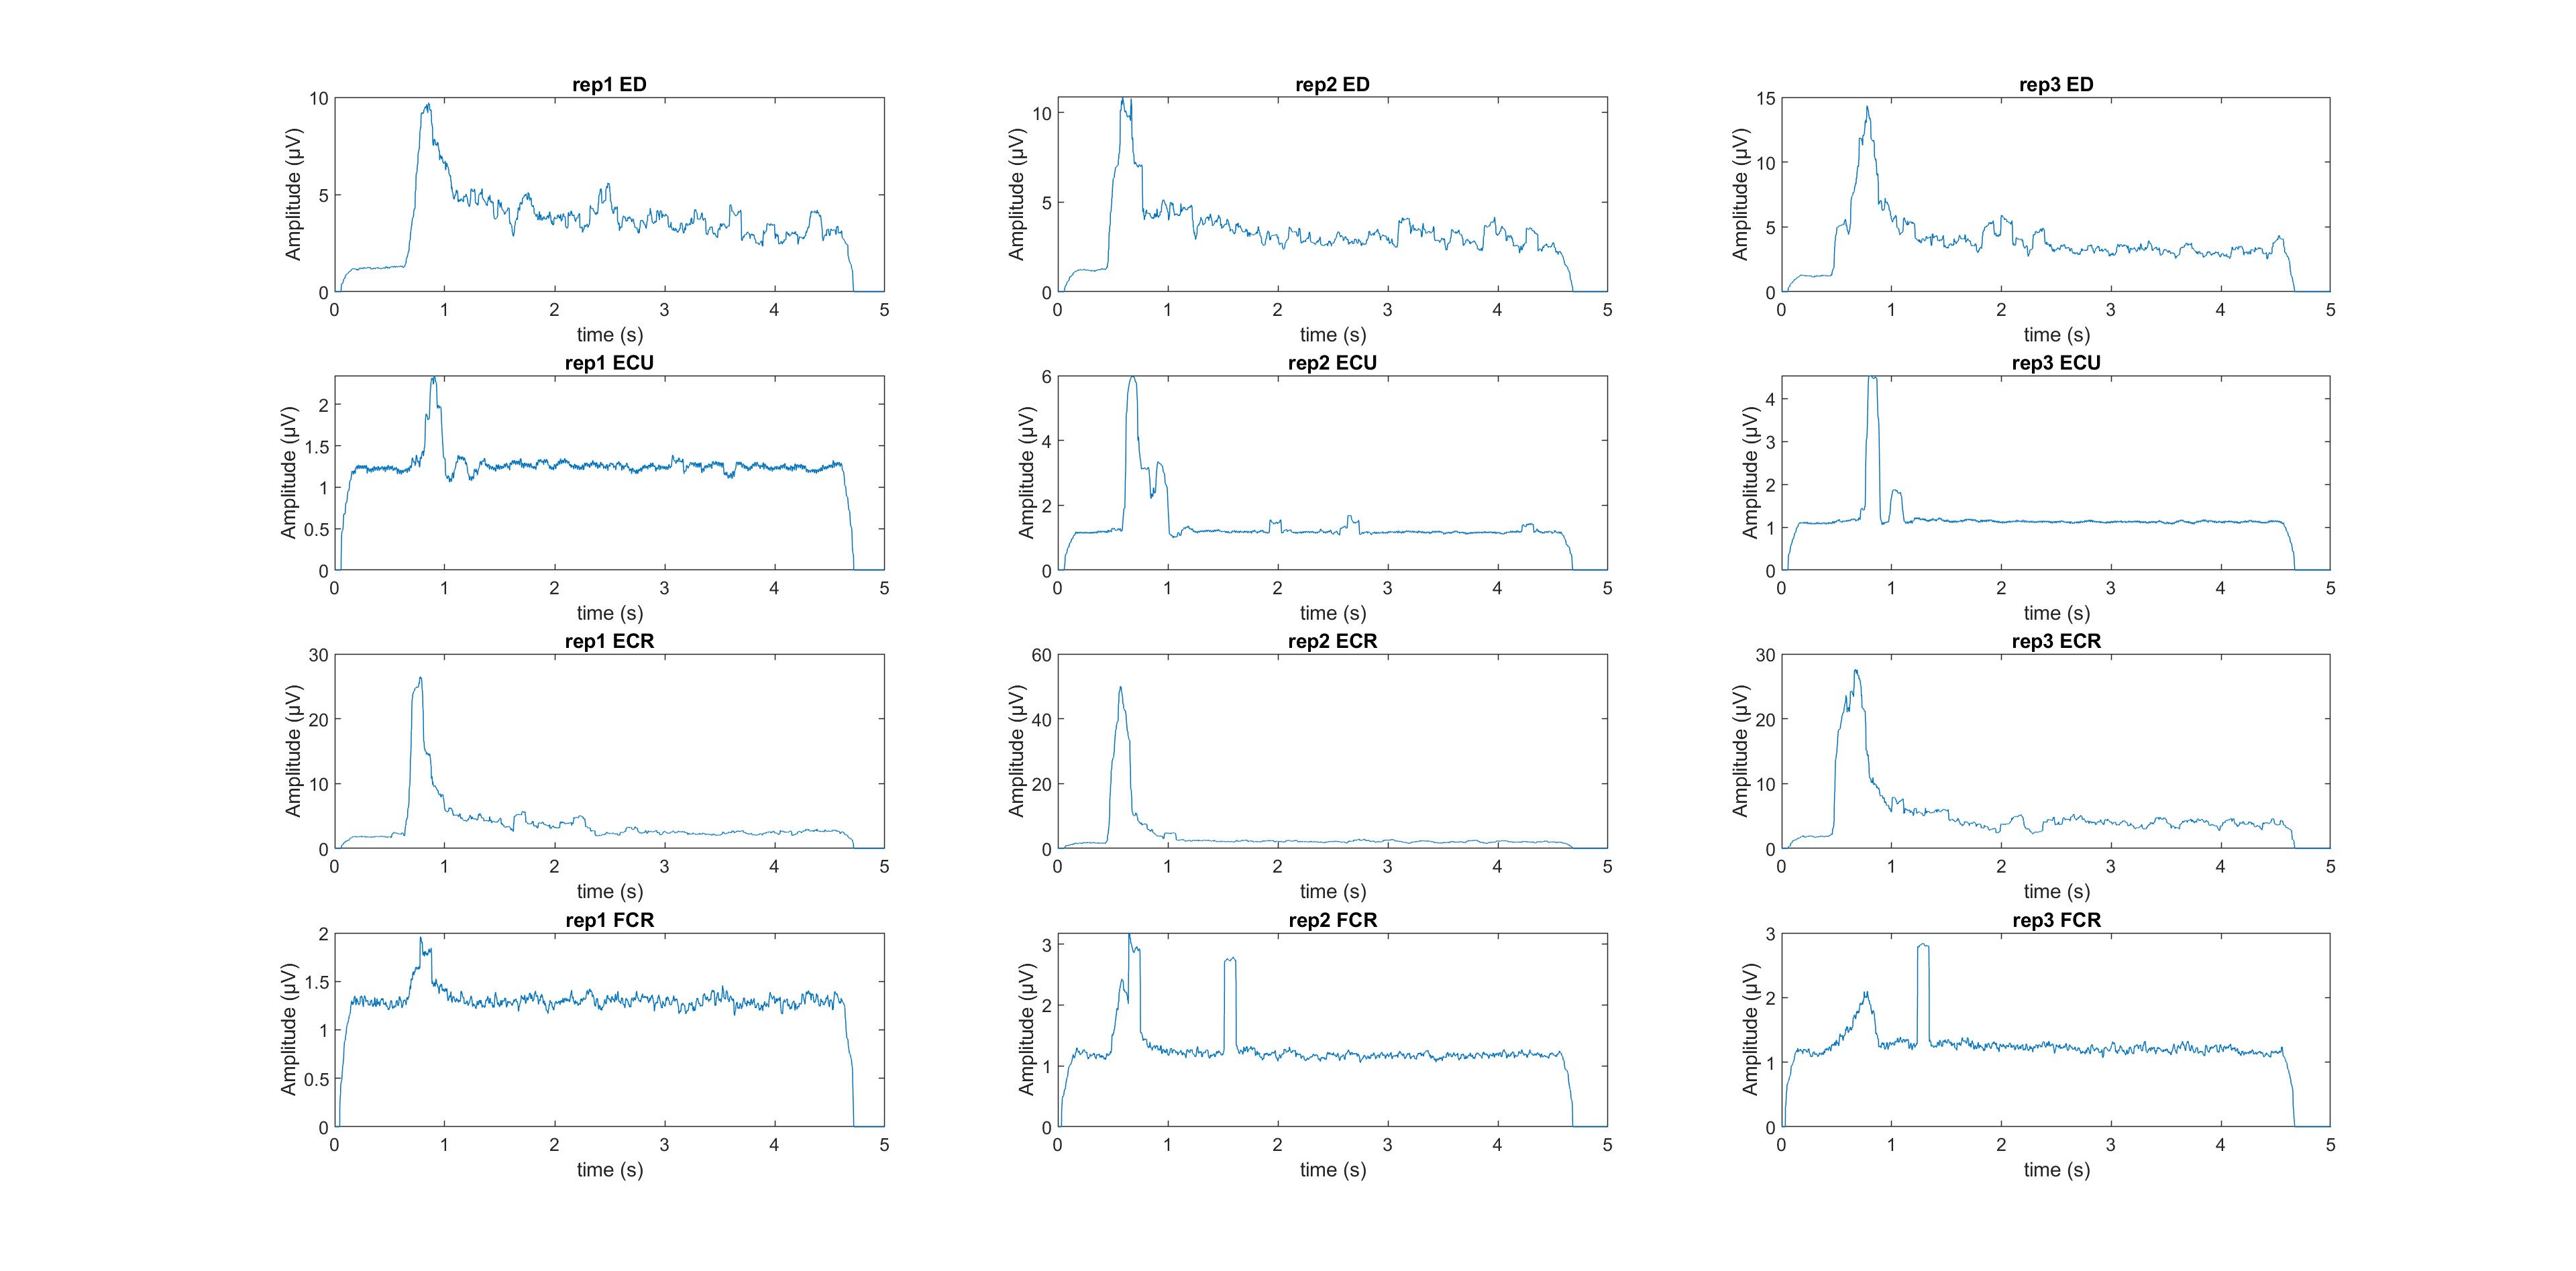 rep1 ED
rep2 ED
rep3 ED
10
5
0
Amplitude (µV)
0 1 2 3 4 5
time (s)
10
5
0
Amplitude (µV)
0 1 2 3 4 5
time (s)
15
10
5
0
Amplitude (µV)
0 1 2 3 4 5
time (s)
rep1 ECU
rep2 ECU
rep3 ECU
2
1.5
1
0.5
0
Amplitude (µV)
0 1 2 3 4 5
time (s)
6
4
2
0
Amplitude (µV)
0 1 2 3 4 5
time (s)
4
3
2
1
0
Amplitude (µV)
0 1 2 3 4 5
time (s)
rep1 ECR
rep2 ECR
rep3 ECR
30
20
10
0
Amplitude (µV)
0 1 2 3 4 5
time (s)
60
40
20
0
Amplitude (µV)
0 1 2 3 4 5
time (s)
30
20
10
0
Amplitude (µV)
0 1 2 3 4 5
time (s)
rep1 FCR
rep2 FCR
rep3 FCR
2
1.5
1
0.5
0
Amplitude (µV)
0 1 2 3 4 5
time (s)
3
2
1
0
Amplitude (µV)
0 1 2 3 4 5
time (s)
3
2
1
0
Amplitude (µV)
0 1 2 3 4 5
time (s)